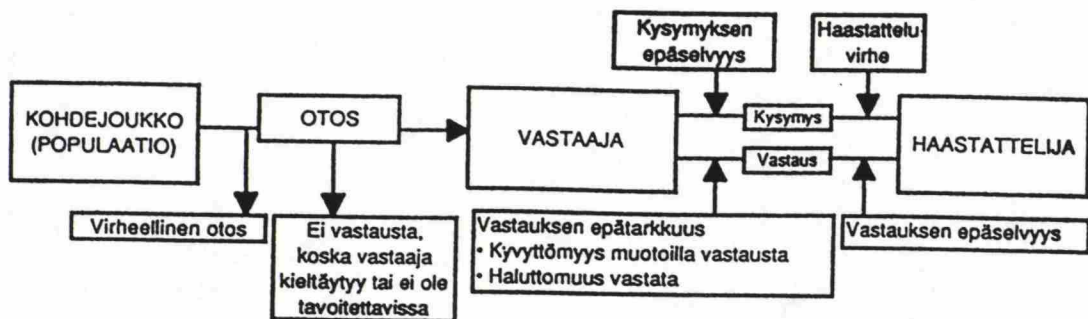 Kysymyksen
epäselvyys
Haastattelu-
virhe
KOHDEJOUKKO
(POPULAATIO)
OTOS
VASTAAJA
Kysymys
Vastaus
HAASTATTELIJA
Virheellinen otos
Ei vastausta,
koska vastaaja
kieltäytyy tai ei ole
tavoitettavissa
Vastauksen epätarkkuus
• Kyvyttömyys muotoilla vastausta
• Haluttomuus vastata
Vastauksen epäselvyys